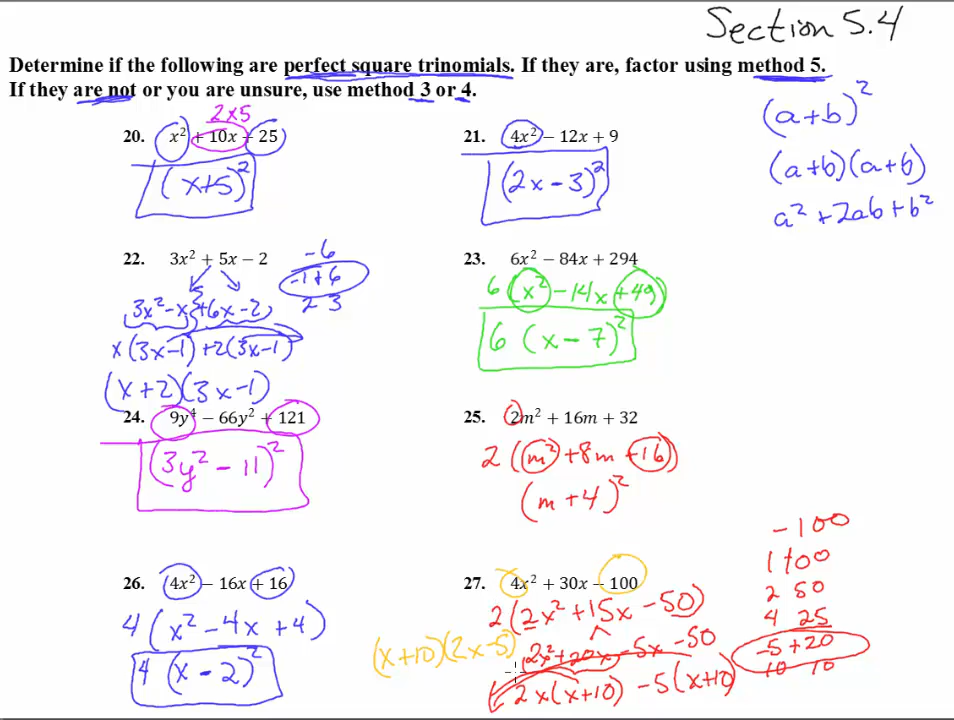 Section 5.4
Determine if the following are perfect square trinomials. If they are, factor using method 5.
If they are not or you are unsure, use method 3 or 4.
(a+b)²
(a+b)(a+b)
a² + 2ab + b²
2x5
20. x² + 10x + 25
(x+5)²
21. 4x² − 12x + 9
(2x − 3)²
22. 3x² + 5x − 2
-6
-1 + 6
2 3
3x² - x + 6x - 2
x(3x-1) + 2(3x-1)
(x+2)(3x-1)
23. 6x² − 84x + 294
6(x² - 14x + 49)
6 (x - 7)²
24. 9y⁴ − 66y² + 121
(3y² - 11)²
25. 2m² + 16m + 32
2(m² + 8m + 16)
(m + 4)²
26. 4x² − 16x + 16
4(x² - 4x + 4)
4(x - 2)²
27. 4x² + 30x − 100
2(2x² + 15x - 50)
2x² + 20x - 5x - 50
(x+10)(2x-5)
2x(x+10) - 5(x+10)
-100
1 100
2 50
4 25
-5 + 20
10 10